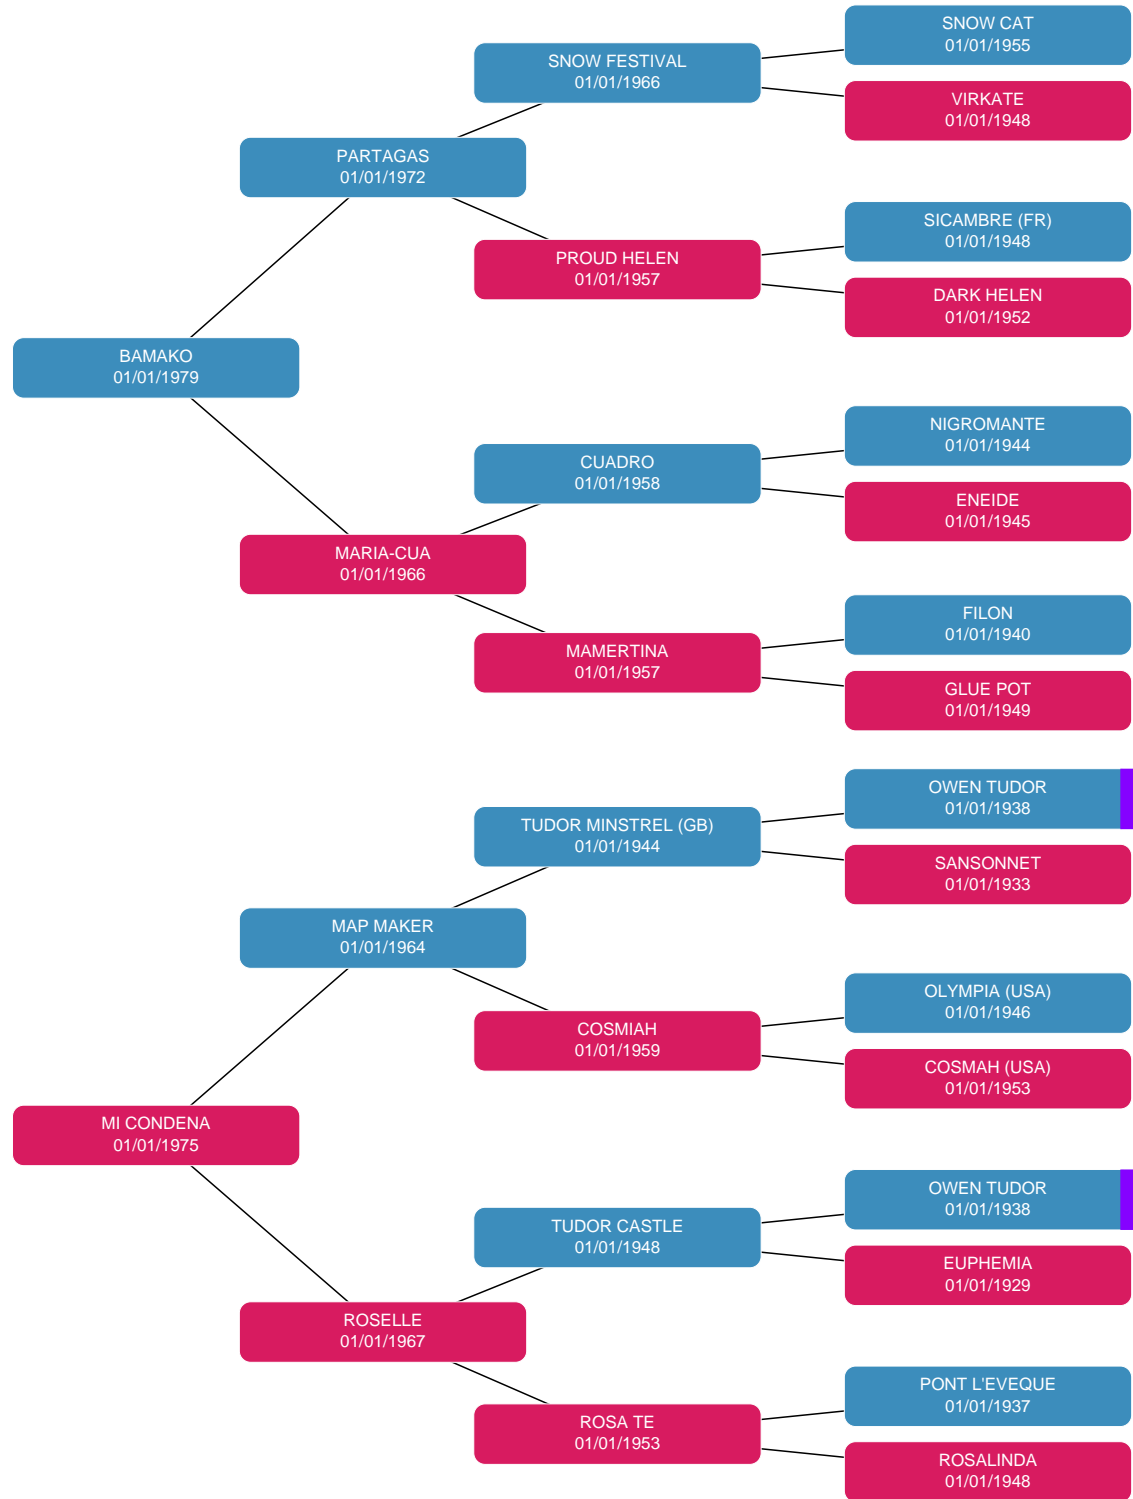 SNOW CAT
01/01/1955
SNOW FESTIVAL
01/01/1966
VIRKATE
01/01/1948
PARTAGAS
01/01/1972
SICAMBRE (FR)
01/01/1948
PROUD HELEN
01/01/1957
DARK HELEN
01/01/1952
BAMAKO
01/01/1979
NIGROMANTE
01/01/1944
CUADRO
01/01/1958
ENEIDE
01/01/1945
MARIA-CUA
01/01/1966
FILON
01/01/1940
MAMERTINA
01/01/1957
GLUE POT
01/01/1949
OWEN TUDOR
01/01/1938
TUDOR MINSTREL (GB)
01/01/1944
SANSONNET
01/01/1933
MAP MAKER
01/01/1964
OLYMPIA (USA)
01/01/1946
COSMIAH
01/01/1959
COSMAH (USA)
01/01/1953
MI CONDENA
01/01/1975
OWEN TUDOR
01/01/1938
TUDOR CASTLE
01/01/1948
EUPHEMIA
01/01/1929
ROSELLE
01/01/1967
PONT L'EVEQUE
01/01/1937
ROSA TE
01/01/1953
ROSALINDA
01/01/1948